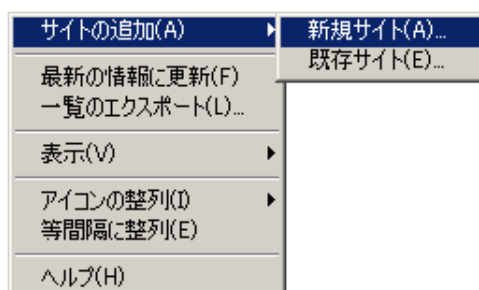 サイトの追加(A)
新規サイト(A)...
既存サイト(E)...
最新の情報に更新(F)
一覧のエクスポート(L)...
表示(V)
アイコンの整列(I)
等間隔に整列(E)
ヘルプ(H)